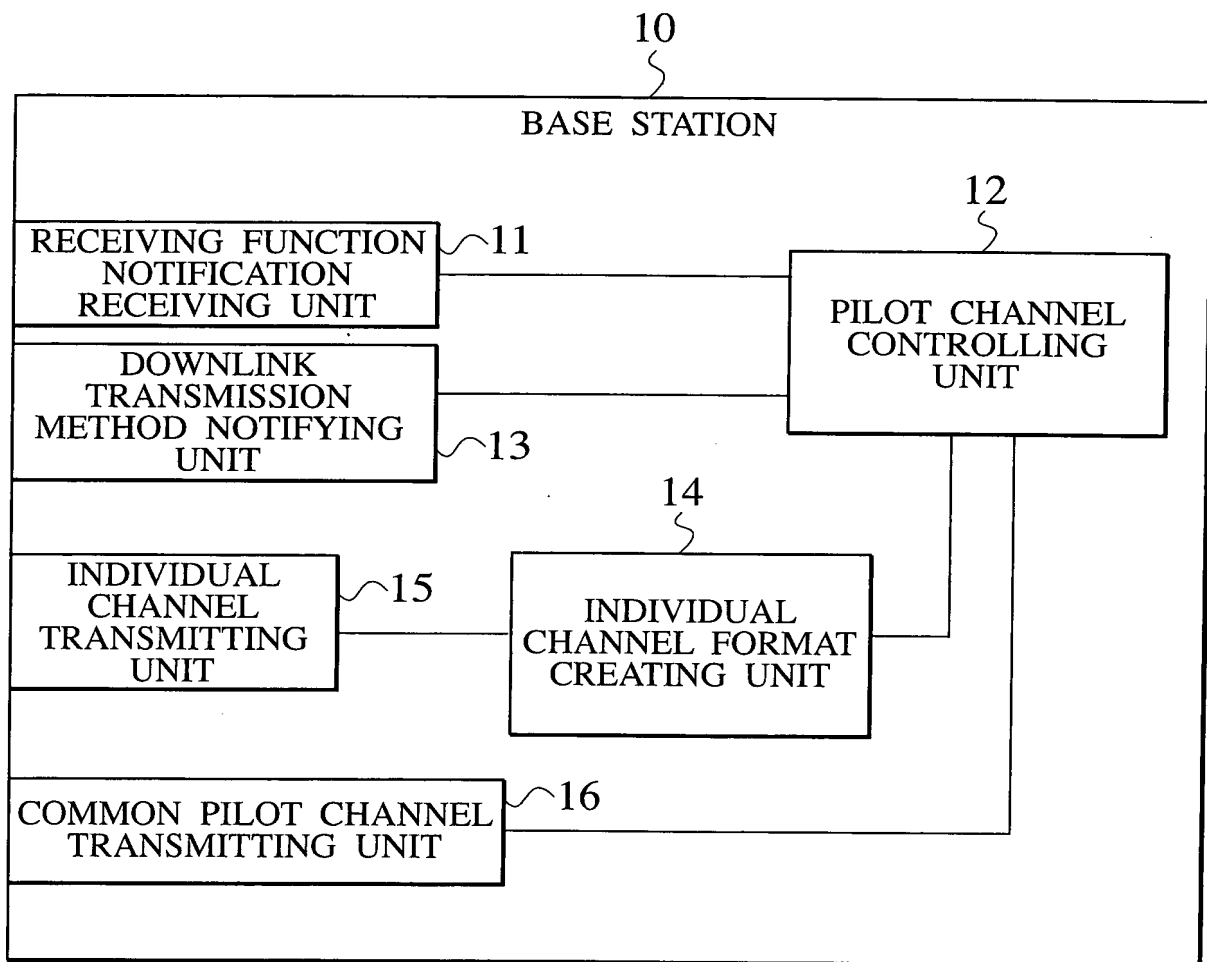 10
BASE STATION
12
RECEIVING FUNCTION
NOTIFICATION
RECEIVING UNIT
11
PILOT CHANNEL
CONTROLLING
UNIT
DOWNLINK
TRANSMISSION
METHOD NOTIFYING
UNIT
13
14
INDIVIDUAL
CHANNEL
TRANSMITTING
UNIT
15
INDIVIDUAL
CHANNEL FORMAT
CREATING UNIT
COMMON PILOT CHANNEL
TRANSMITTING UNIT
16